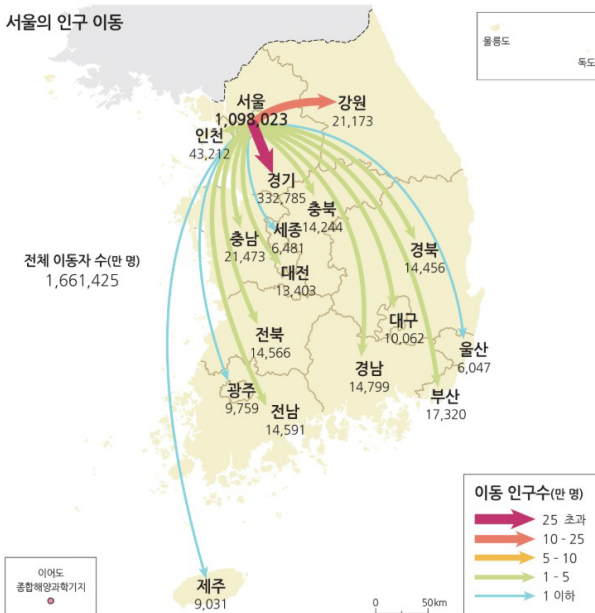 서울의 인구 이동
울릉도
독도
서울
1,098,023
강원
21,173
인천
43,212
경기
332,785
충북
14,244
세종
6,481
충남
21,473
경북
14,456
대전
13,403
전체 이동자 수(만 명)
1,661,425
대구
10,062
전북
14,566
울산
6,047
경남
14,799
부산
17,320
광주
9,759
전남
14,591
이동 인구수(만 명)
25 초과
10 - 25
5 - 10
1 - 5
1 이하
이어도
종합해양과학기지
제주
9,031
0 50km